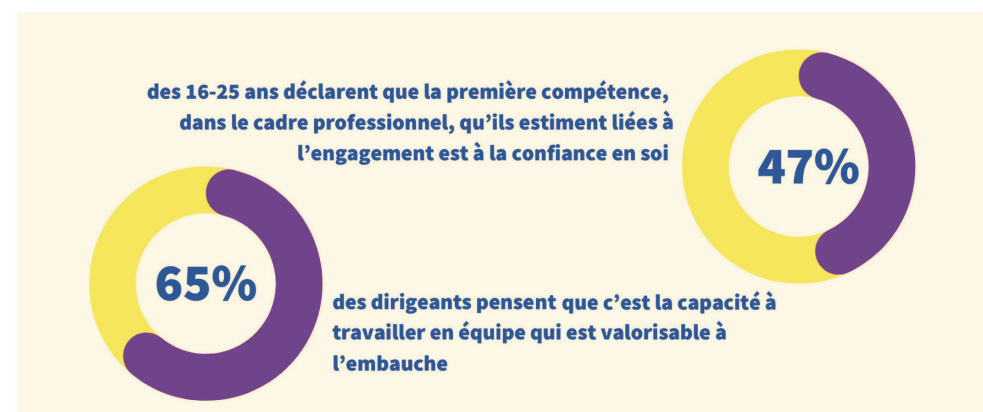 des 16-25 ans déclarent que la première compétence,
dans le cadre professionnel, qu'ils estiment liées à
l'engagement est à la confiance en soi
47%
65%
des dirigeants pensent que c'est la capacité à
travailler en équipe qui est valorisable à
l'embauche